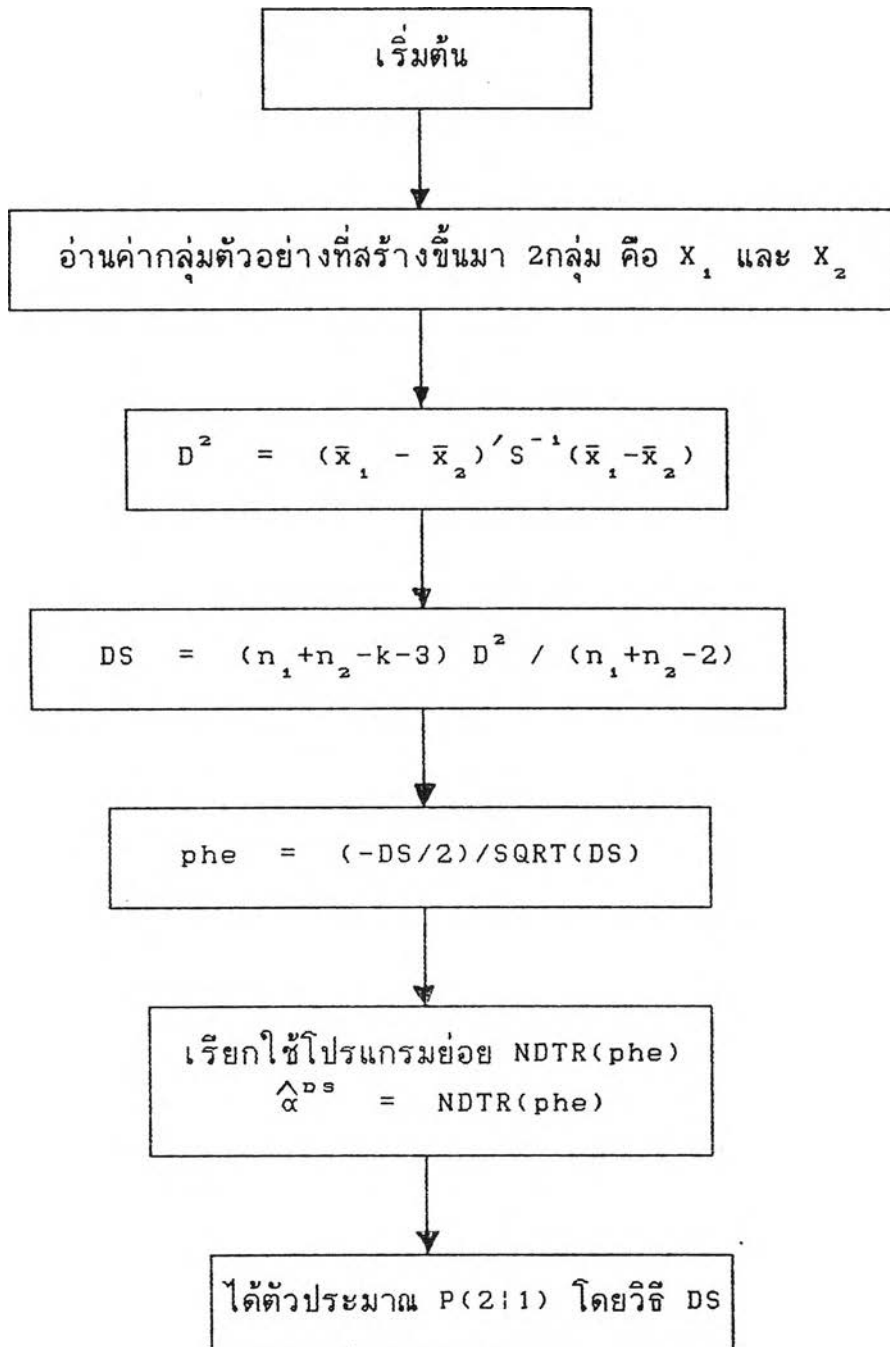 เริ่มต้น
อ่านค่ากลุ่มตัวอย่างที่สร้างขึ้นมา 2กลุ่ม คือ X₁ และ X₂
D² = (x̄₁ - x̄₂)′S⁻¹(x̄₁-x̄₂)
DS = (n₁+n₂-k-3) D² / (n₁+n₂-2)
phe = (-DS/2)/SQRT(DS)
เรียกใช้โปรแกรมย่อย NDTR(phe)
α̂ᴰˢ = NDTR(phe)
ได้ตัวประมาณ P(2¦1) โดยวิธี DS